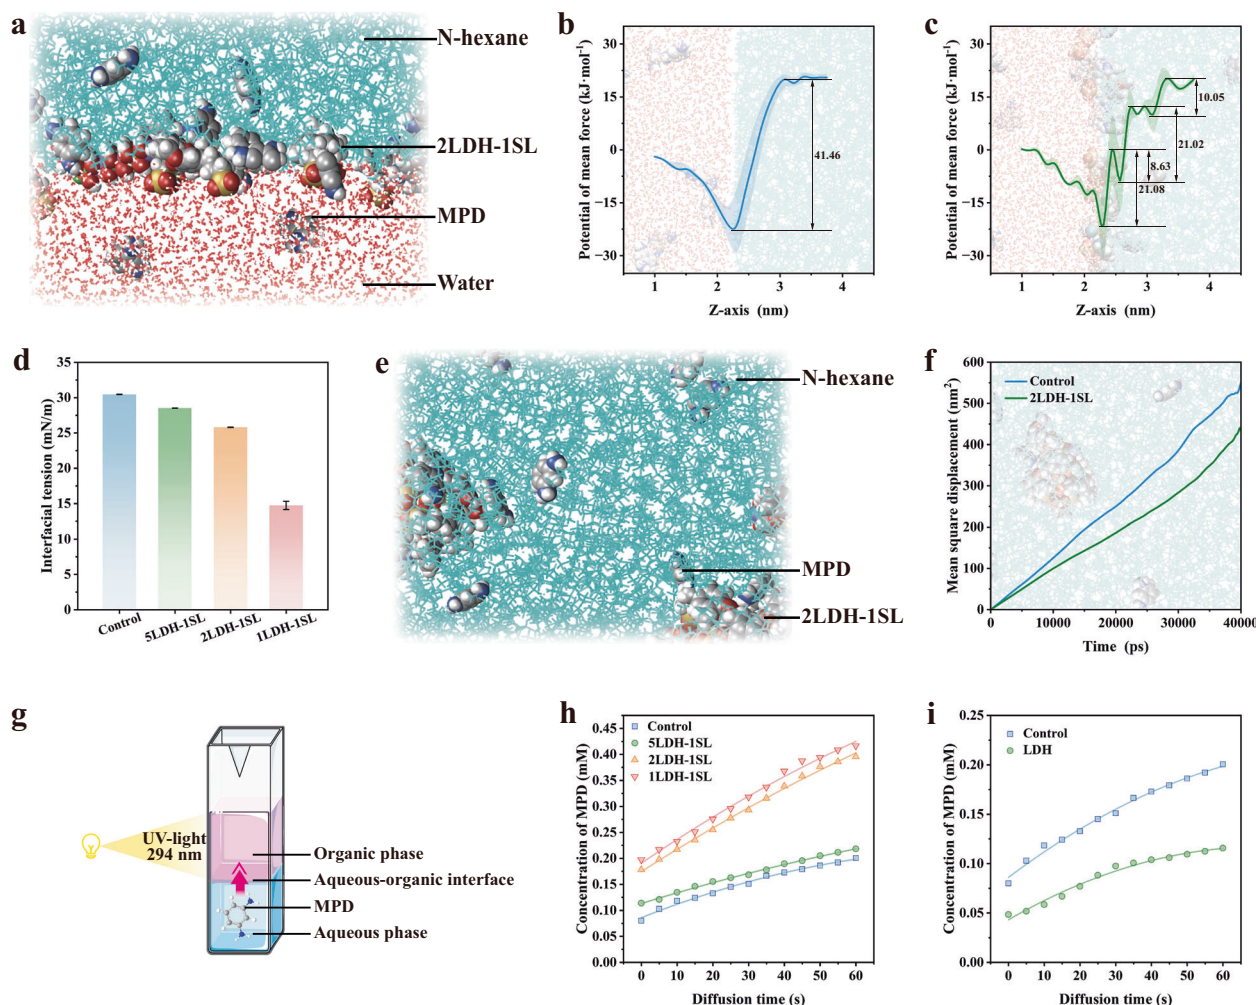 a
N-hexane
2LDH-1SL
MPD
Water
b
Potential of mean force (kJ·mol⁻¹)
30
15
0
−15
−30
41.46
1
2
3
4
Z-axis (nm)
c
Potential of mean force (kJ·mol⁻¹)
30
15
0
−15
−30
10.05
21.02
8.63
21.08
1
2
3
4
Z-axis (nm)
d
Interfacial tension (mN/m)
35
30
25
20
15
10
5
0
Control
5LDH-1SL
2LDH-1SL
1LDH-1SL
e
N-hexane
MPD
2LDH-1SL
f
Mean square displacement (nm²)
600
500
400
300
200
100
0
Control
2LDH-1SL
0
10000
20000
30000
40000
Time (ps)
g
UV-light
294 nm
Organic phase
Aqueous-organic interface
MPD
Aqueous phase
h
Concentration of MPD (mM)
0.45
0.40
0.35
0.30
0.25
0.20
0.15
0.10
0.05
0.00
Control
5LDH-1SL
2LDH-1SL
1LDH-1SL
0
10
20
30
40
50
60
Diffusion time (s)
i
Concentration of MPD (mM)
0.25
0.20
0.15
0.10
0.05
0.00
Control
LDH
0
10
20
30
40
50
60
Diffusion time (s)